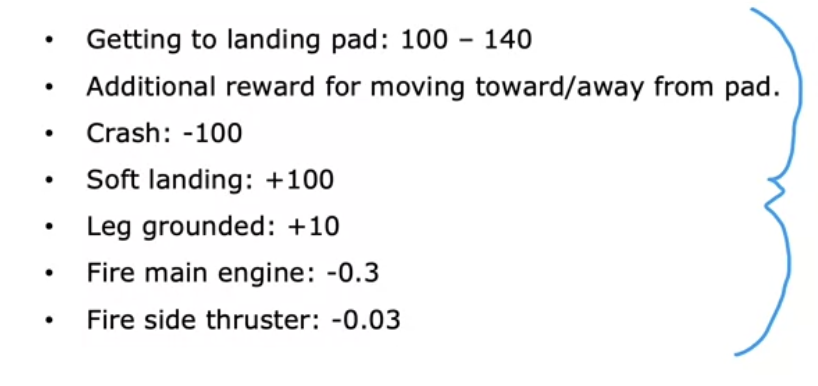 • Getting to landing pad: 100 – 140
• Additional reward for moving toward/away from pad.
• Crash: -100
• Soft landing: +100
• Leg grounded: +10
• Fire main engine: -0.3
• Fire side thruster: -0.03